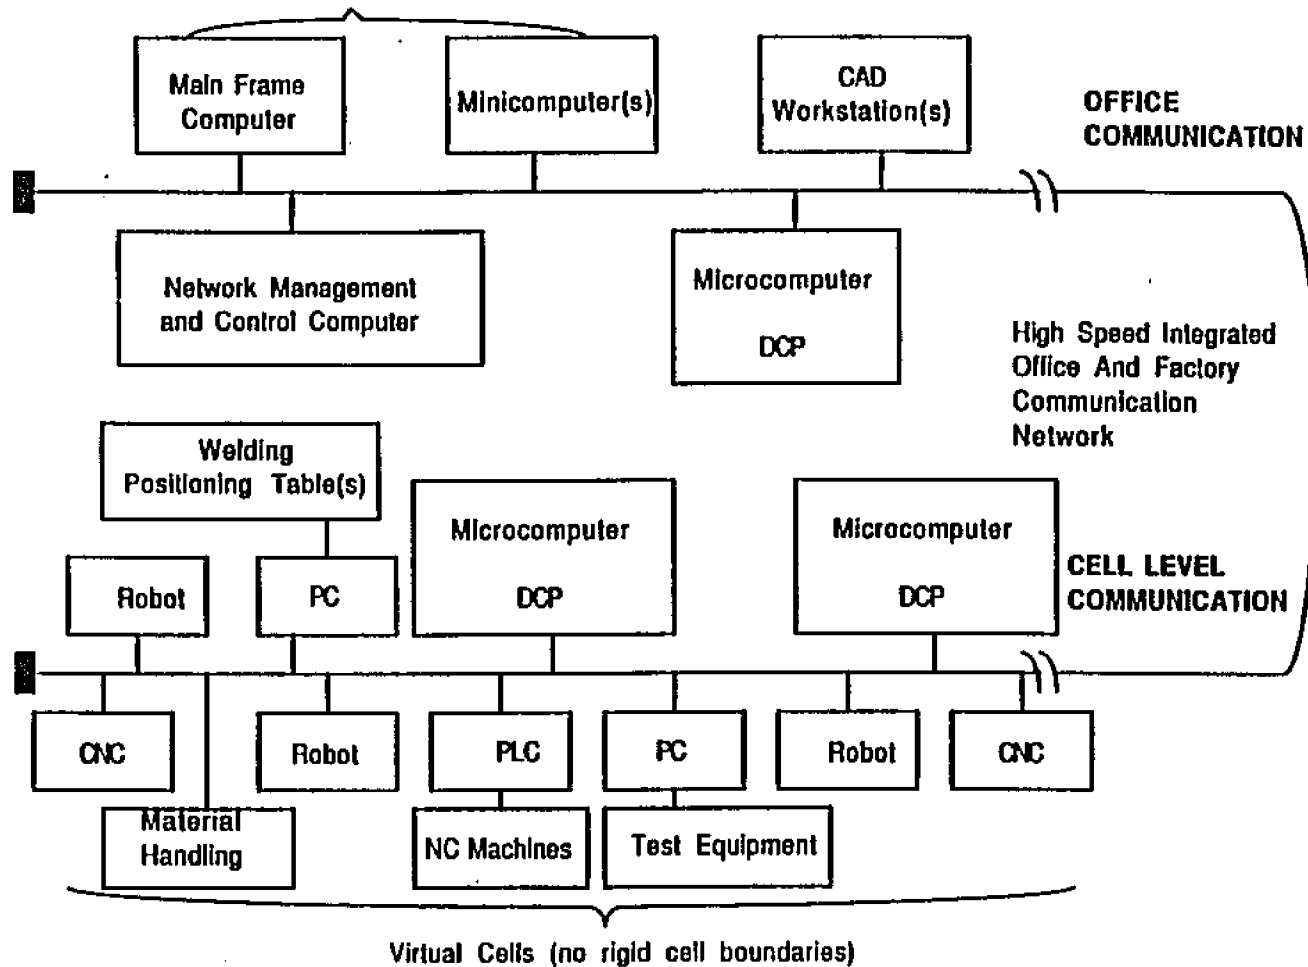 Main Frame
Computer
Minicomputer(s)
CAD
Workstation(s)
OFFICE
COMMUNICATION
Network Management
and Control Computer
Microcomputer
DCP
High Speed Integrated
Office And Factory
Communication
Network
Welding
Positioning Table(s)
Microcomputer
DCP
Microcomputer
DCP
Robot
PC
CELL LEVEL
COMMUNICATION
CNC
Robot
PLC
PC
Robot
CNC
Material
Handling
NC Machines
Test Equipment
Virtual Cells (no rigid cell boundaries)